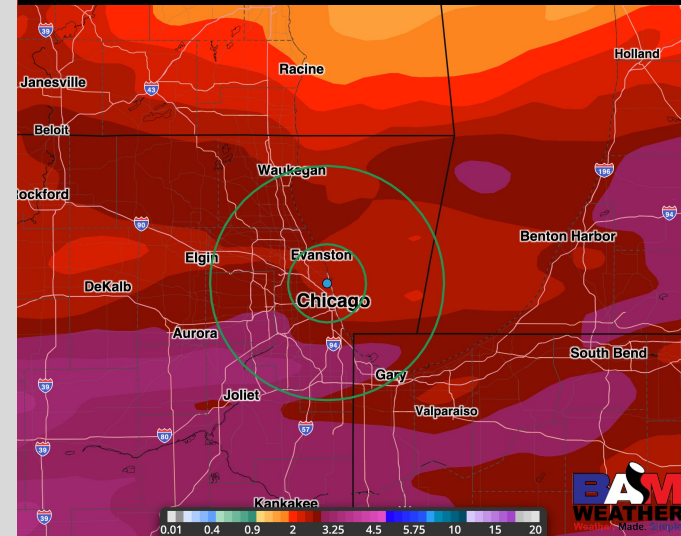 39
Holland
Racine
Janesville
43
Beloit
Waukegan
196
ockford
94
90
Benton Harbor
Evanston
Elgin
DeKalb
Chicago
Aurora
94
South Bend
Gary
39
Joliet
Valparaiso
57
80
39
BAM
WEATHER
Kankakee
39
0.01 0.4 0.9 2 3.25 4.5 5.75 10 15 20